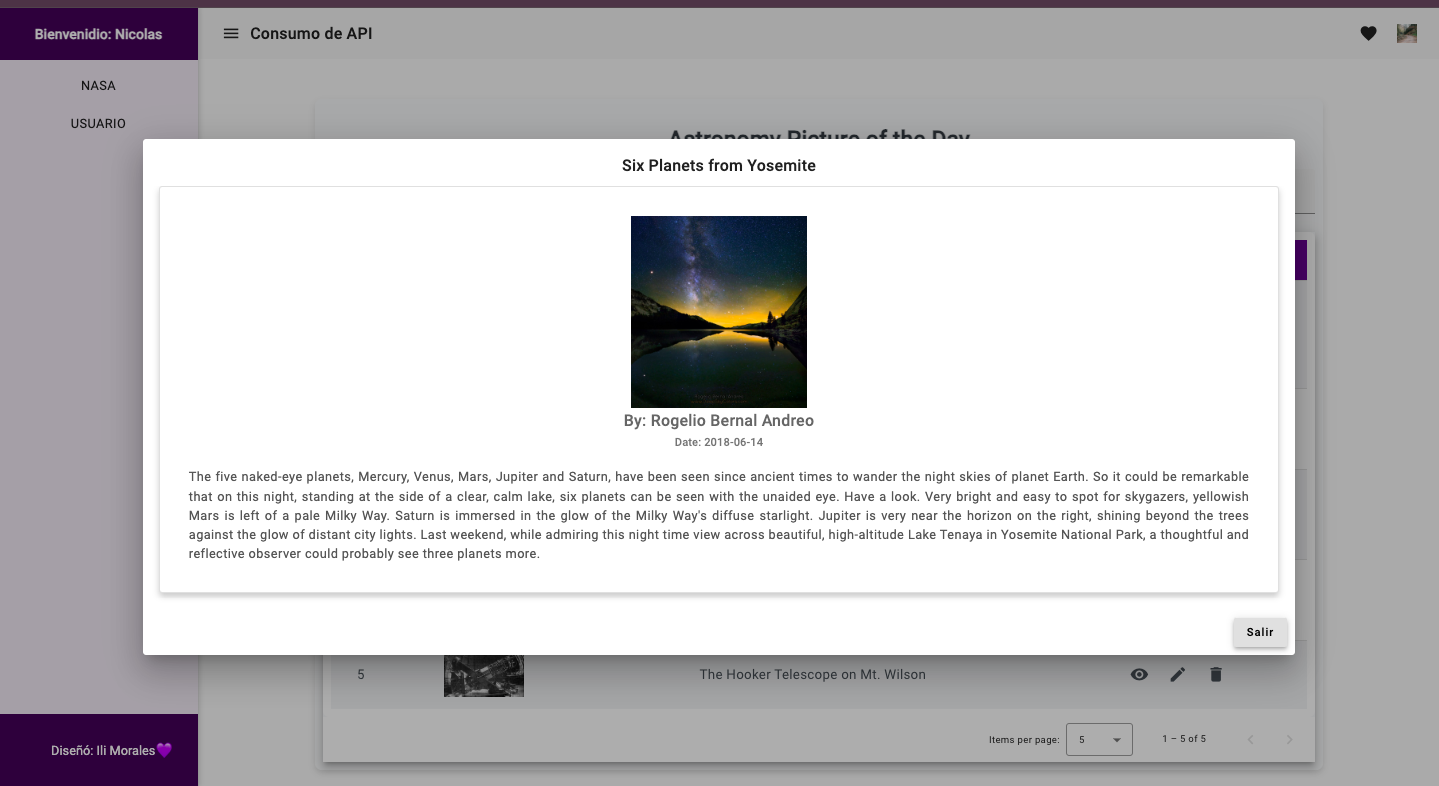 Bienvenidio: Nicolas
Consumo de API
NASA
USUARIO
Astronomy Picture of the Day
Six Planets from Yosemite
By: Rogelio Bernal Andreo
Date: 2018-06-14
The five naked-eye planets, Mercury, Venus, Mars, Jupiter and Saturn, have been seen since ancient times to wander the night skies of planet Earth. So it could be remarkable
that on this night, standing at the side of a clear, calm lake, six planets can be seen with the unaided eye. Have a look. Very bright and easy to spot for skygazers, yellowish
Mars is left of a pale Milky Way. Saturn is immersed in the glow of the Milky Way's diffuse starlight. Jupiter is very near the horizon on the right, shining beyond the trees
against the glow of distant city lights. Last weekend, while admiring this night time view across beautiful, high-altitude Lake Tenaya in Yosemite National Park, a thoughtful and
reflective observer could probably see three planets more.
Salir
5 The Hooker Telescope on Mt. Wilson
Items per page: 5 1 – 5 of 5
Diseñó: Ili Morales💜